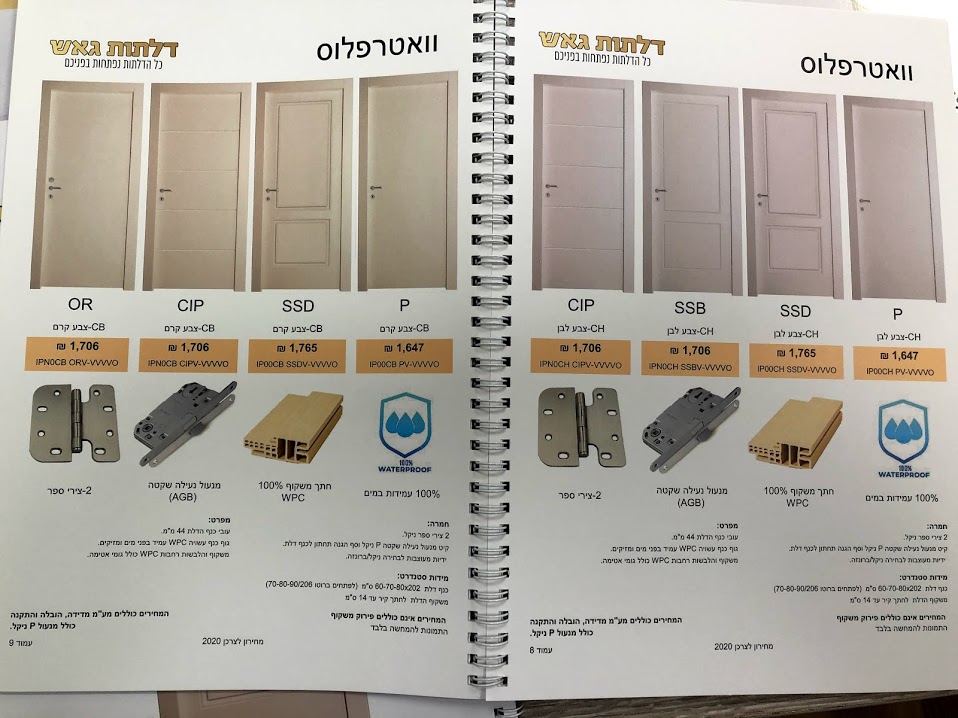 דלתות גאש
כל הדלתות נפתחות בפניכם
וואטרפלוס
P
SSD
SSB
CIP
CH-צבע לבן
CH-צבע לבן
CH-צבע לבן
CH-צבע לבן
1,647 ₪
1,765 ₪
1,706 ₪
1,706 ₪
IP00CH PV-VVVVO
IP00CH SSDV-VVVVO
IPN0CH SSBV-VVVVO
IPN0CH CIPV-VVVVO
100%
WATERPROOF
100% עמידות במים
חתך משקוף 100%
WPC
מנעול נעילה שקטה
(AGB)
2-צירי ספר
חמרה:
2 צירי ספר ניקל.
קיט מנעול נעילה שקטה P ניקל וסף הגנה תחתון לכנף דלת.
ידיות מעוצבות לבחירה ניקל/ברונזה.
מפרט:
עובי כנף הדלת 44 מ"מ.
גוף כנף עשויה WPC עמיד בפני מים ומזיקים.
משקוף והלבשות רחבות WPC כולל גומי אטימה.
מידות סטנדרט:
כנף דלת 60-70-80x202 ס"מ (לפתחים ברוטו 70-80-90/206)
משקוף הדלת לחתך קיר עד 14 ס"מ
המחירים אינם כוללים פירוק משקוף
התמונות להמחשה בלבד
המחירים כוללים מע"מ מדידה, הובלה והתקנה
כולל מנעול P ניקל.
מחירון לצרכן 2020
עמוד 8
דלתות גאש
כל הדלתות נפתחות בפניכם
וואטרפלוס
P
SSD
CIP
OR
CB-צבע קרם
CB-צבע קרם
CB-צבע קרם
CB-צבע קרם
1,647 ₪
1,765 ₪
1,706 ₪
1,706 ₪
IP00CB PV-VVVVO
IP00CB SSDV-VVVVO
IPN0CB CIPV-VVVVO
IPN0CB ORV-VVVVO
100%
WATERPROOF
100% עמידות במים
חתך משקוף 100%
WPC
מנעול נעילה שקטה
(AGB)
2-צירי ספר
חמרה:
2 צירי ספר ניקל.
קיט מנעול נעילה שקטה P ניקל וסף הגנה תחתון לכנף דלת.
ידיות מעוצבות לבחירה ניקל/ברונזה.
מפרט:
עובי כנף הדלת 44 מ"מ.
גוף כנף עשויה WPC עמיד בפני מים ומזיקים.
משקוף והלבשות רחבות WPC כולל גומי אטימה.
מידות סטנדרט:
כנף דלת 60-70-80x202 ס"מ (לפתחים ברוטו 70-80-90/206)
משקוף הדלת לחתך קיר עד 14 ס"מ
המחירים אינם כוללים פירוק משקוף
התמונות להמחשה בלבד
המחירים כוללים מע"מ מדידה, הובלה והתקנה
כולל מנעול P ניקל.
מחירון לצרכן 2020
עמוד 9